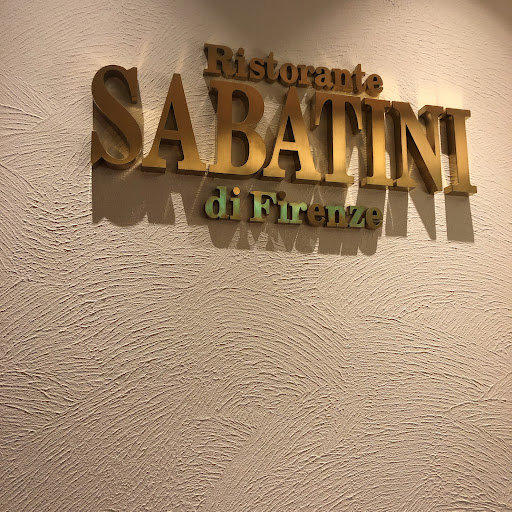 Ristorante
SABATINI
di Firenze